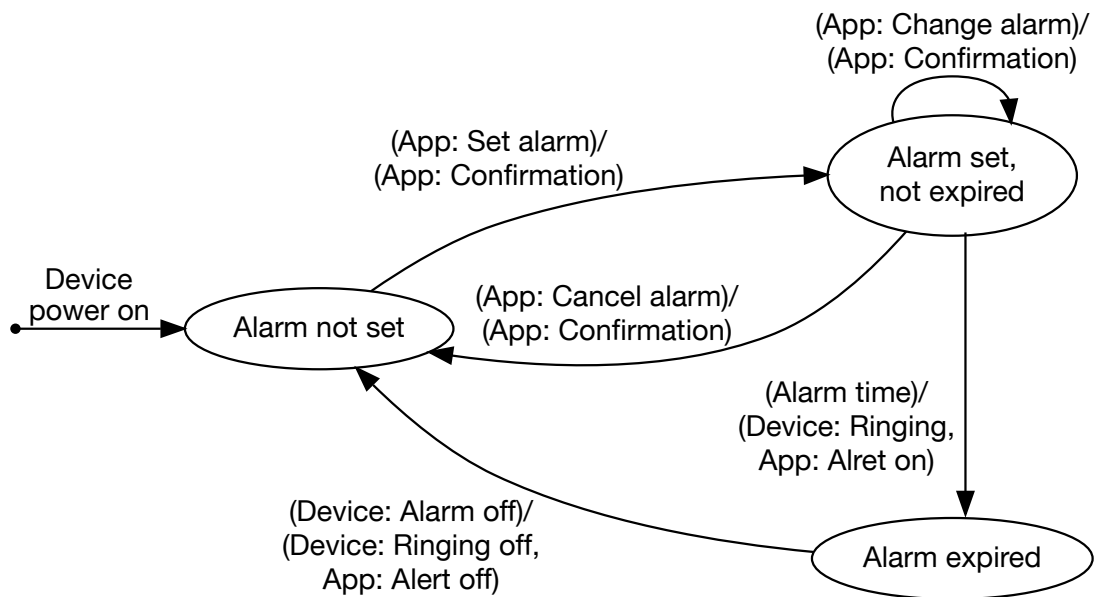 (App: Change alarm)/
(App: Confirmation)
(App: Set alarm)/
(App: Confirmation)
Alarm set,
not expired
Device
power on
Alarm not set
(App: Cancel alarm)/
(App: Confirmation)
(Alarm time)/
(Device: Ringing,
App: Alret on)
(Device: Alarm off)/
(Device: Ringing off,
App: Alert off)
Alarm expired